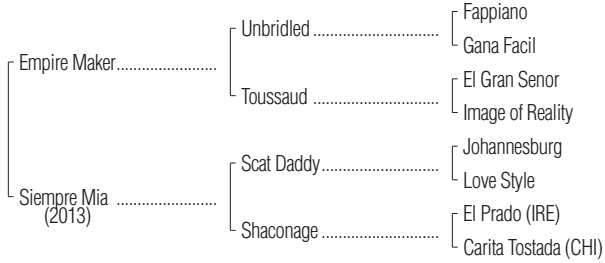 Fappiano
Unbridled
Gana Facil
Empire Maker
El Gran Senor
Toussaud
Image of Reality
Johannesburg
Scat Daddy
Love Style
Siempre Mia
(2013)
El Prado (IRE)
Shaconage
Carita Tostada (CHI)